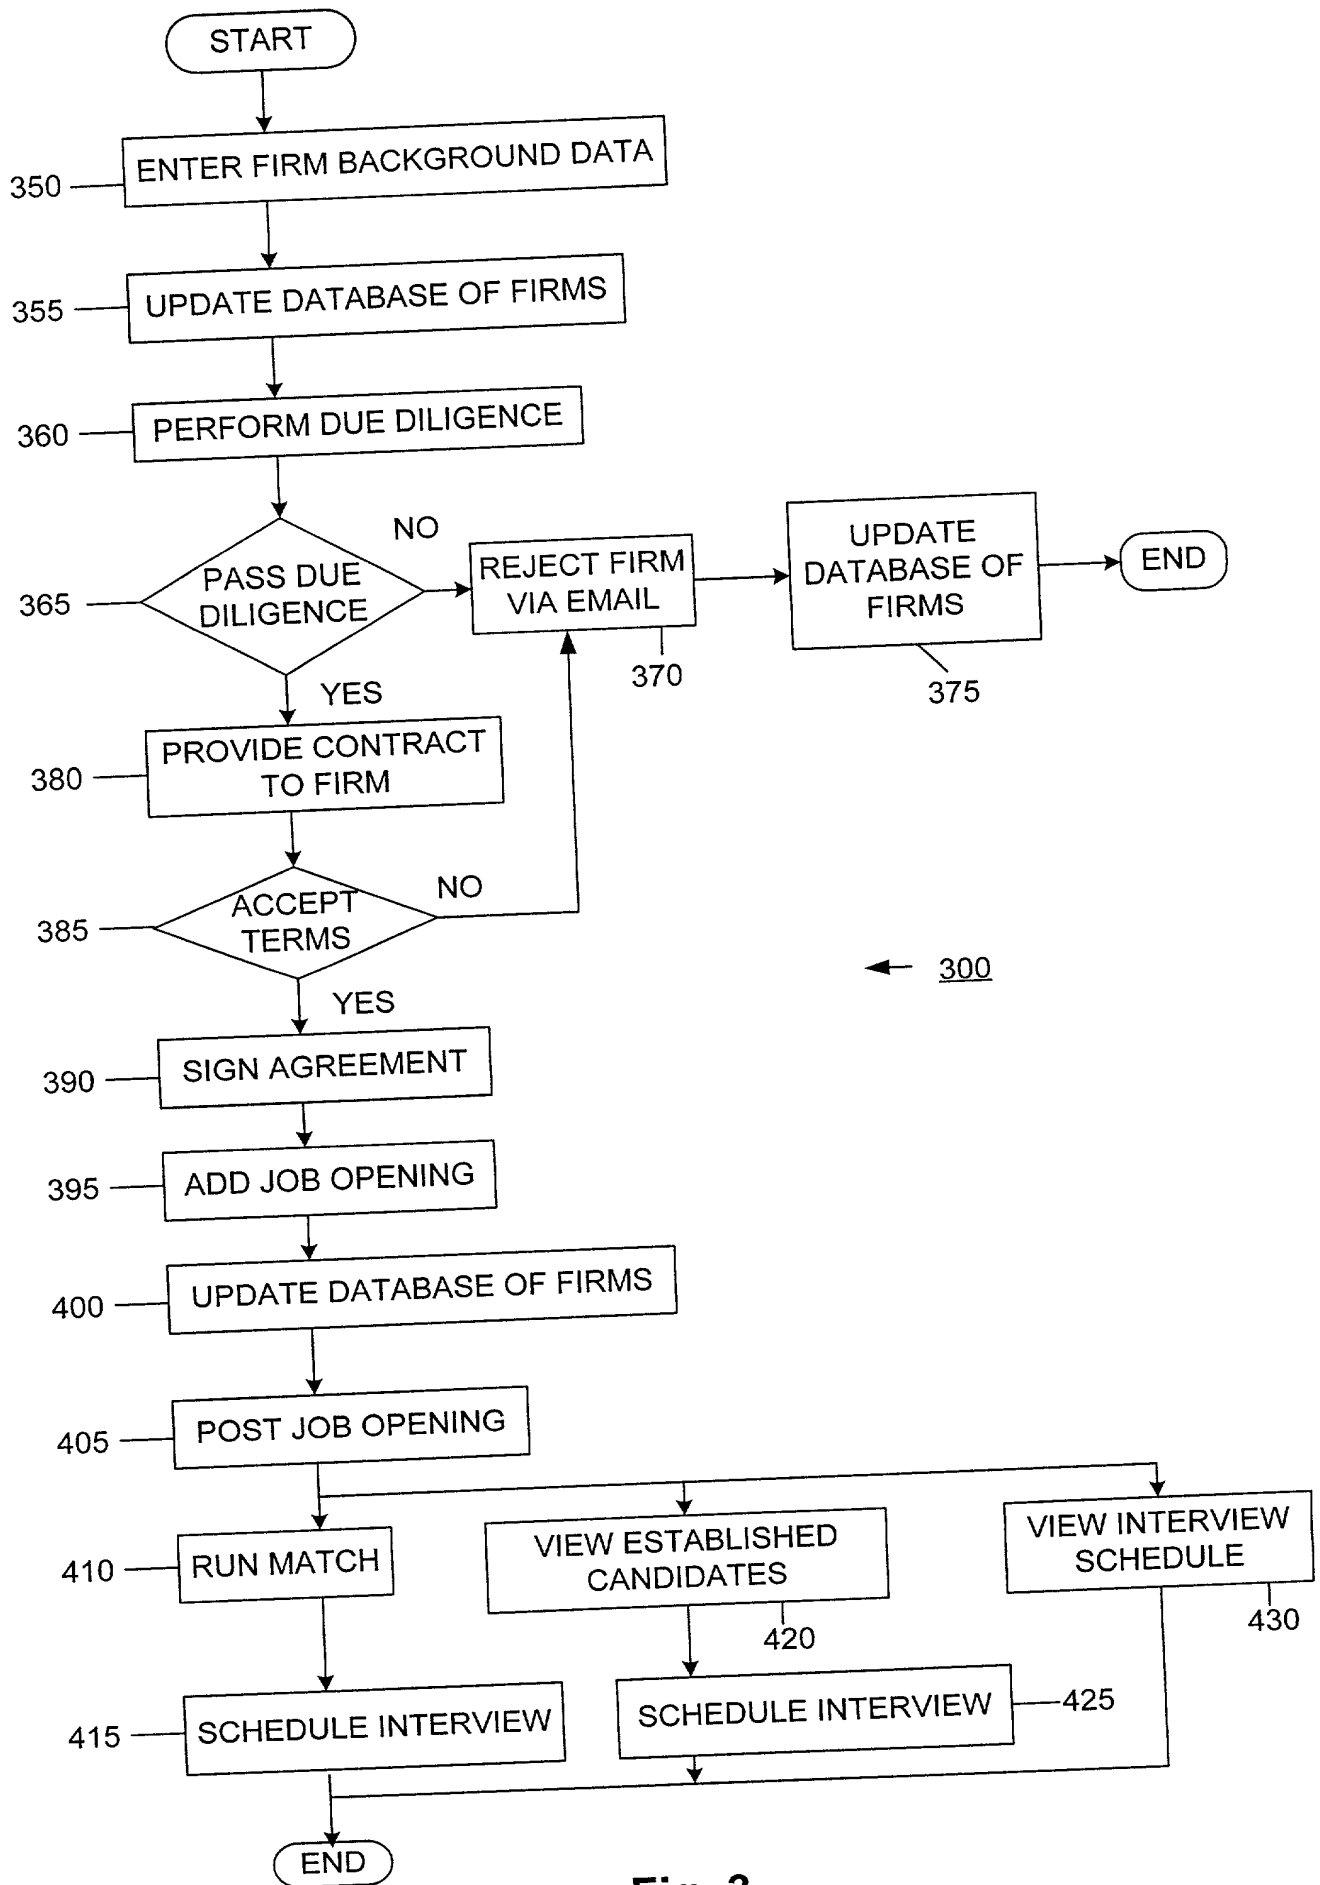 START
350
ENTER FIRM BACKGROUND DATA
355
UPDATE DATABASE OF FIRMS
360
PERFORM DUE DILIGENCE
365
PASS DUE
DILIGENCE
NO
REJECT FIRM
VIA EMAIL
370
UPDATE
DATABASE OF
FIRMS
375
END
YES
380
PROVIDE CONTRACT
TO FIRM
385
ACCEPT
TERMS
NO
300
YES
390
SIGN AGREEMENT
395
ADD JOB OPENING
400
UPDATE DATABASE OF FIRMS
405
POST JOB OPENING
410
RUN MATCH
VIEW ESTABLISHED
CANDIDATES
420
VIEW INTERVIEW
SCHEDULE
430
415
SCHEDULE INTERVIEW
SCHEDULE INTERVIEW
425
END